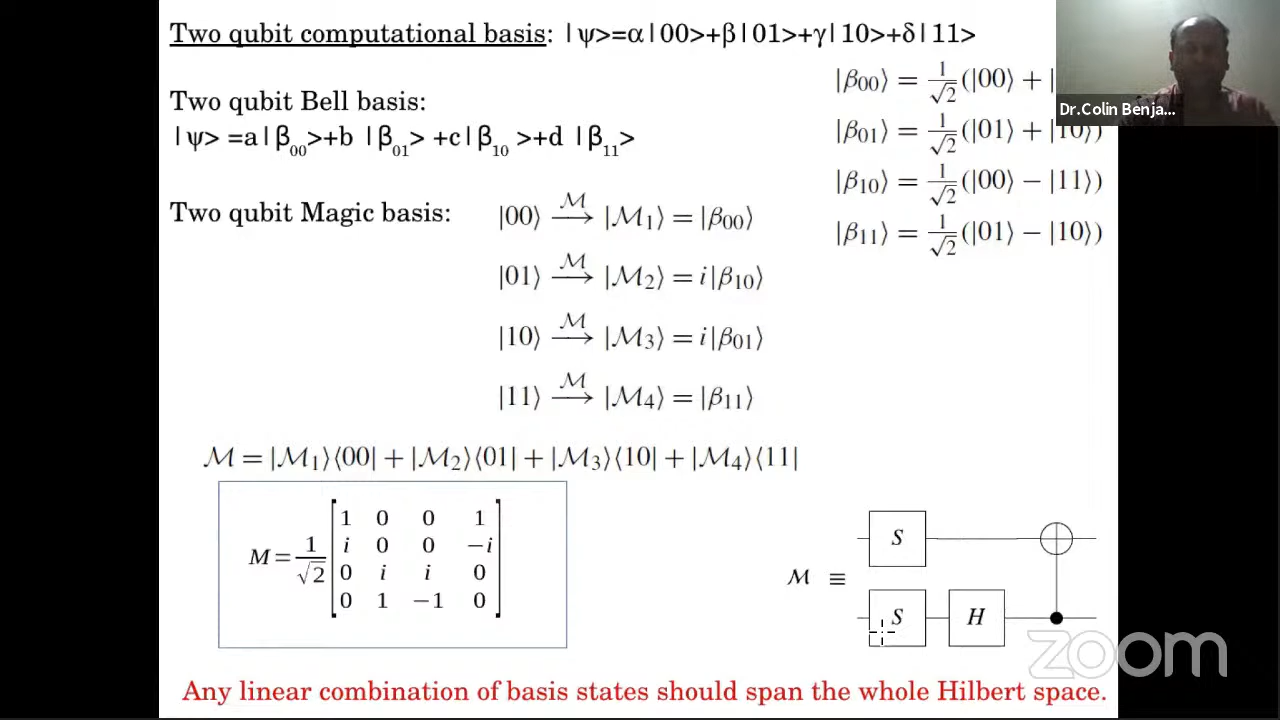 Two qubit computational basis: |ψ>=α|00>+β|01>+γ|10>+δ|11>
|β00⟩ = 1/√2 (|00⟩ + |
Dr.Colin Benja...
Two qubit Bell basis:
|ψ> =a|β00>+b |β01> +c|β10>+d |β11>
|β01⟩ = 1/√2 (|01⟩ + |10⟩)
|β10⟩ = 1/√2 (|00⟩ − |11⟩)
|β11⟩ = 1/√2 (|01⟩ − |10⟩)
Two qubit Magic basis:
|00⟩ —ℳ→ |ℳ1⟩ = |β00⟩
|01⟩ —ℳ→ |ℳ2⟩ = i|β10⟩
|10⟩ —ℳ→ |ℳ3⟩ = i|β01⟩
|11⟩ —ℳ→ |ℳ4⟩ = |β11⟩
ℳ = |ℳ1⟩⟨00| + |ℳ2⟩⟨01| + |ℳ3⟩⟨10| + |ℳ4⟩⟨11|
M = 1/√2
1 0 0 1
i 0 0 −i
0 i i 0
0 1 −1 0
ℳ ≡
S
S H
zoom
Any linear combination of basis states should span the whole Hilbert space.